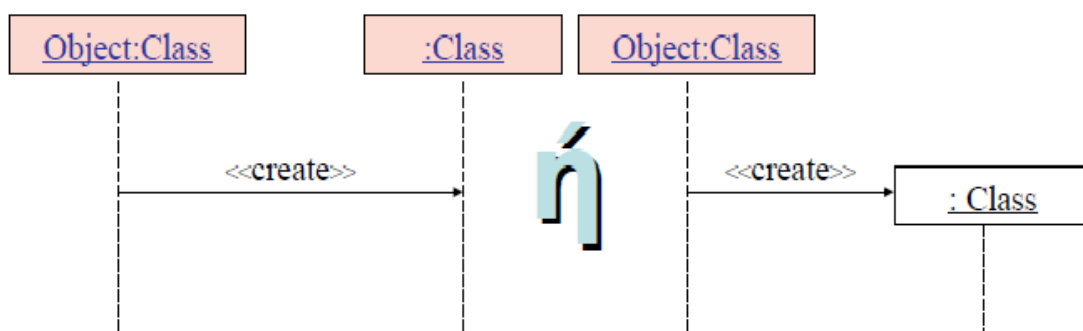 Object:Class
:Class
Object:Class
<<create>>
ή
<<create>>
: Class